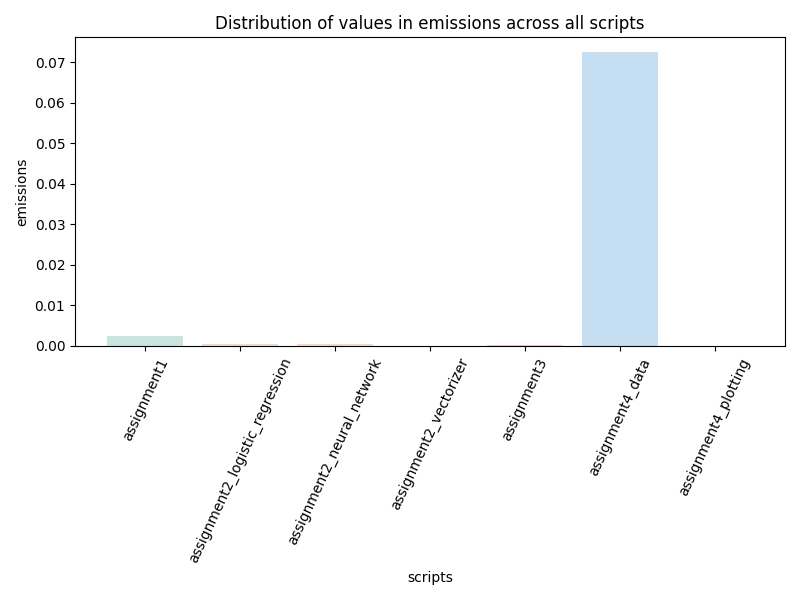 Distribution of values in emissions across all scripts
emissions
0.07
0.06
0.05
0.04
0.03
0.02
0.01
0.00
assignment1
assignment2_logistic_regression
assignment2_neural_network
assignment2_vectorizer
assignment3
assignment4_data
assignment4_plotting
scripts